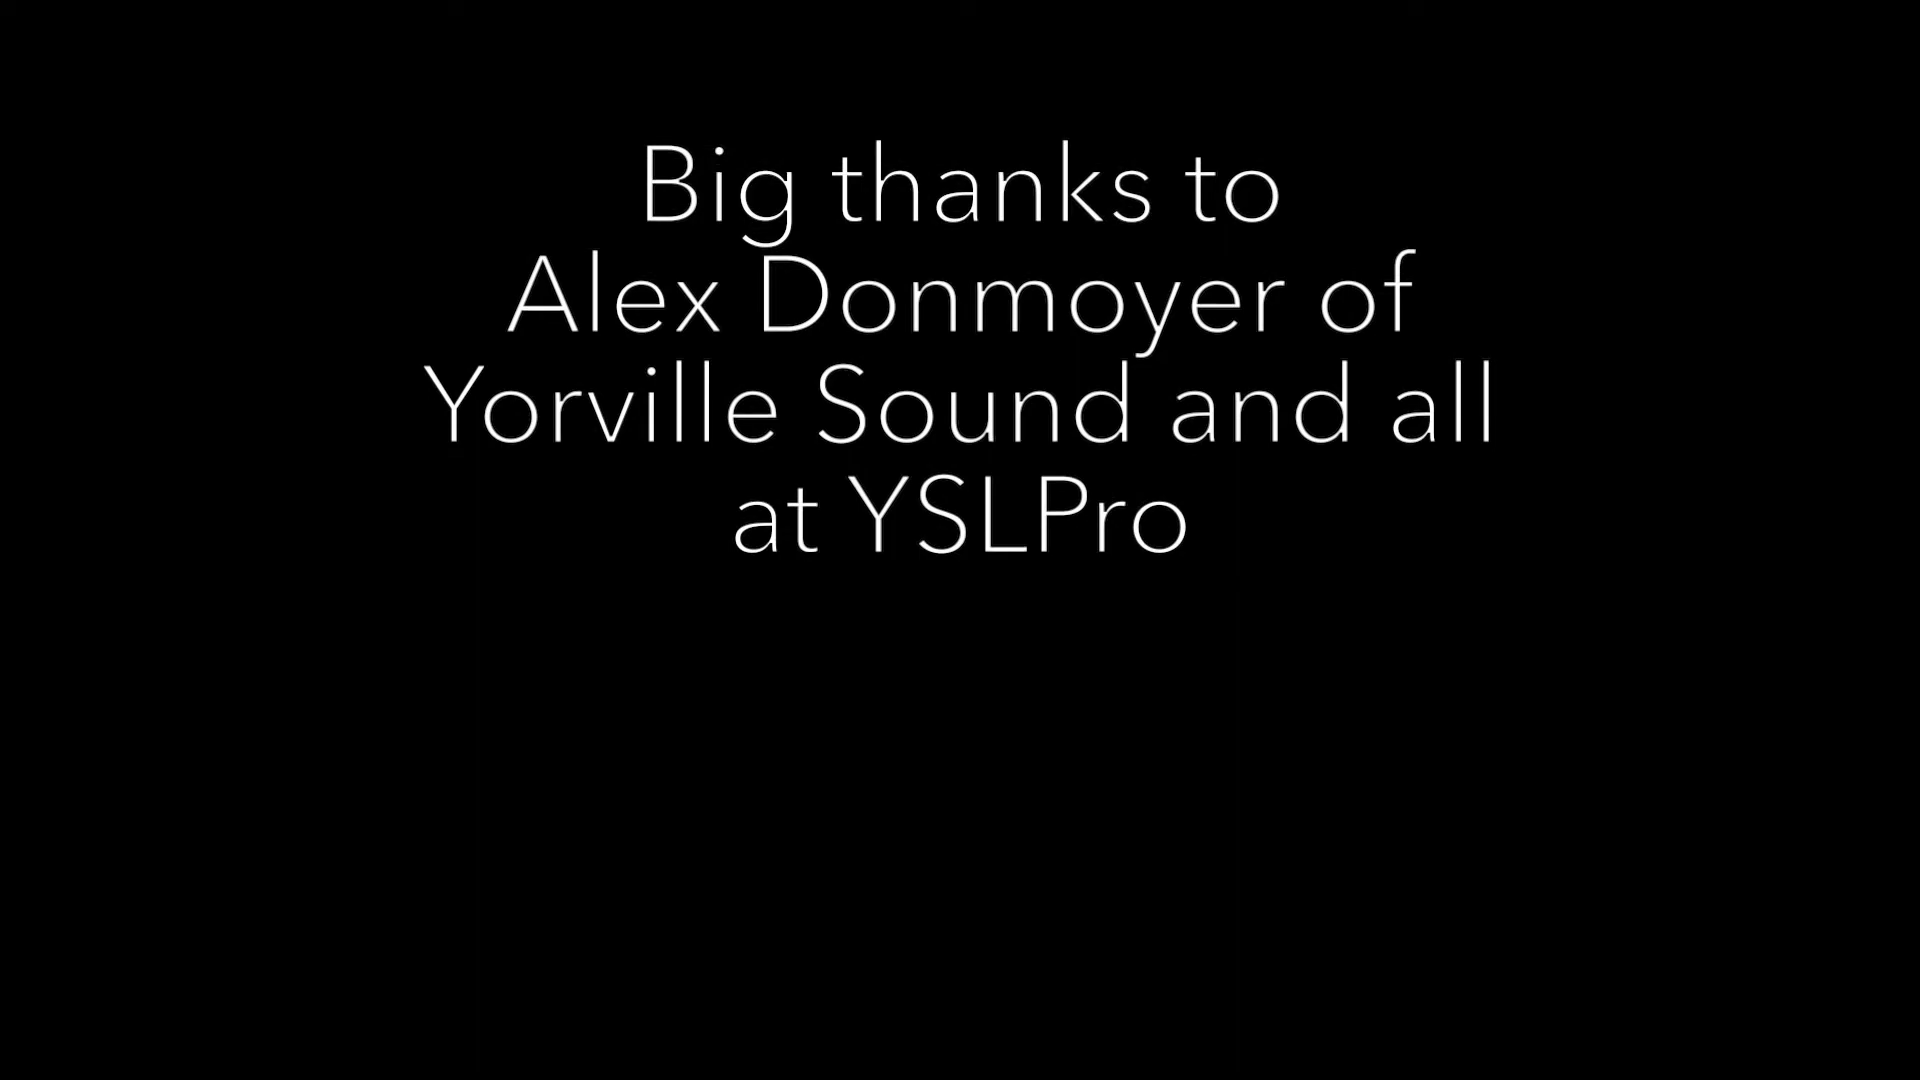 Big thanks to
Alex Donmoyer of
Yorville Sound and all
at YSLPro